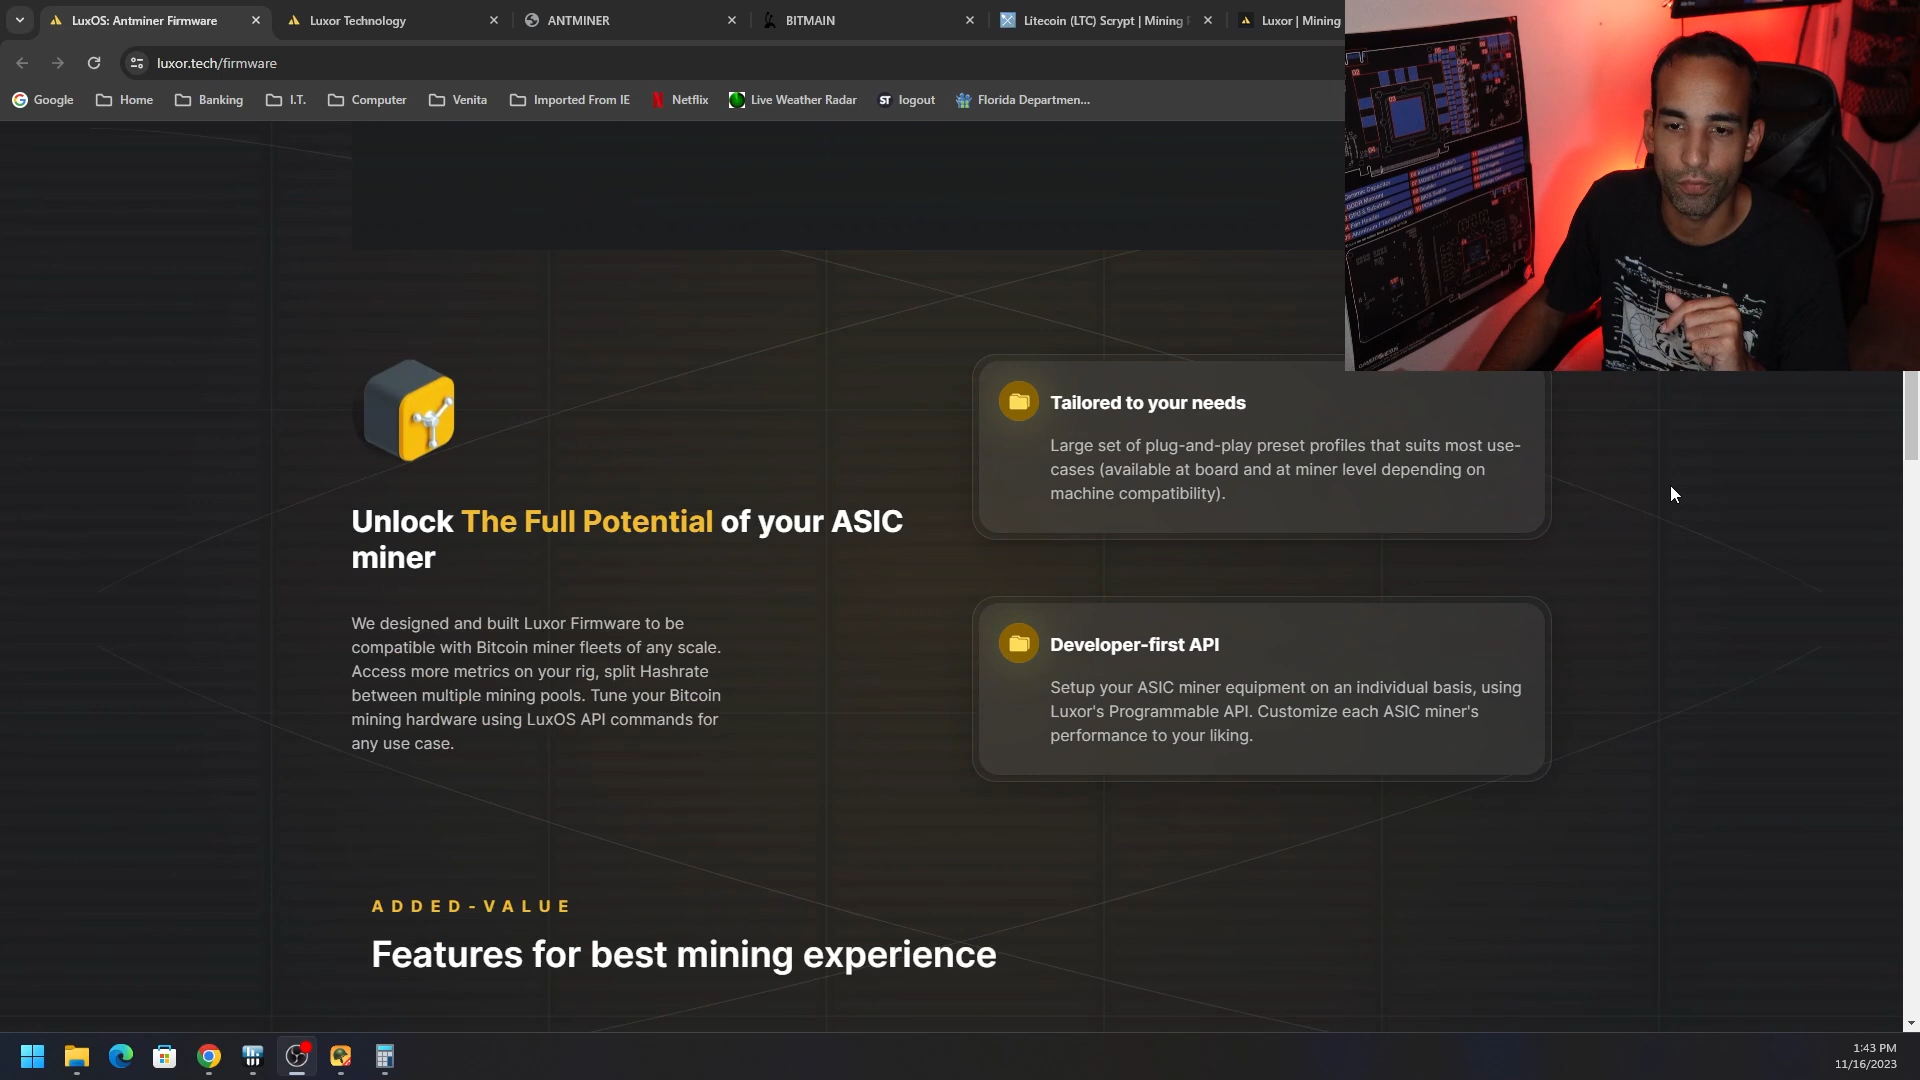 LuxOS: Antminer Firmware
Luxor Technology
ANTMINER
BITMAIN
Litecoin (LTC) Scrypt | Mining
Luxor | Mining
luxor.tech/firmware
Google
Home
Banking
I.T.
Computer
Venita
Imported From IE
Netflix
Live Weather Radar
ST
logout
Florida Departmen...
Unlock The Full Potential of your ASIC
miner
We designed and built Luxor Firmware to be
compatible with Bitcoin miner fleets of any scale.
Access more metrics on your rig, split Hashrate
between multiple mining pools. Tune your Bitcoin
mining hardware using LuxOS API commands for
any use case.
Tailored to your needs
Large set of plug-and-play preset profiles that suits most use-
cases (available at board and at miner level depending on
machine compatibility).
Developer-first API
Setup your ASIC miner equipment on an individual basis, using
Luxor's Programmable API. Customize each ASIC miner's
performance to your liking.
ADDED-VALUE
Features for best mining experience
1:43 PM
11/16/2023